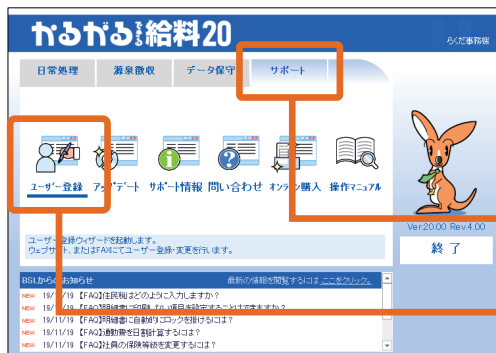 かるがるできる給料20
らくだ事務機
日常処理 源泉徴収 データ保守 サポート
ユーザー登録 アップデート サポート情報 問い合わせ オンライン購入 操作マニュアル
Ver20.00 Rev.4.00
ユーザー登録ウィザードを起動します。
ウェブサイト、またはFAXにてユーザー登録・変更を行います。
終 了
BSLからのお知らせ 最新の情報を閲覧するには ここをクリック。
NEW 19/12/19 【FAQ】住民税はどのように入力しますか?
NEW 19/11/19 【FAQ】明細書に自動的にロックを掛けるには?
NEW 19/11/19 【FAQ】通勤費を日割計算するには?
NEW 19/11/19 【FAQ】社員の保険等級を変更するには?